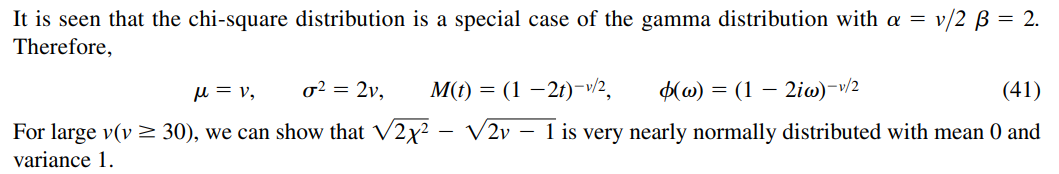 It is seen that the chi-square distribution is a special case of the gamma distribution with α = ν/2 β = 2.
Therefore,
μ = ν, σ² = 2ν, M(t) = (1 −2t)^{−ν/2}, ϕ(ω) = (1 − 2iω)^{−ν/2} (41)
For large ν(ν ≥ 30), we can show that √(2χ²) − √(2ν − 1) is very nearly normally distributed with mean 0 and
variance 1.